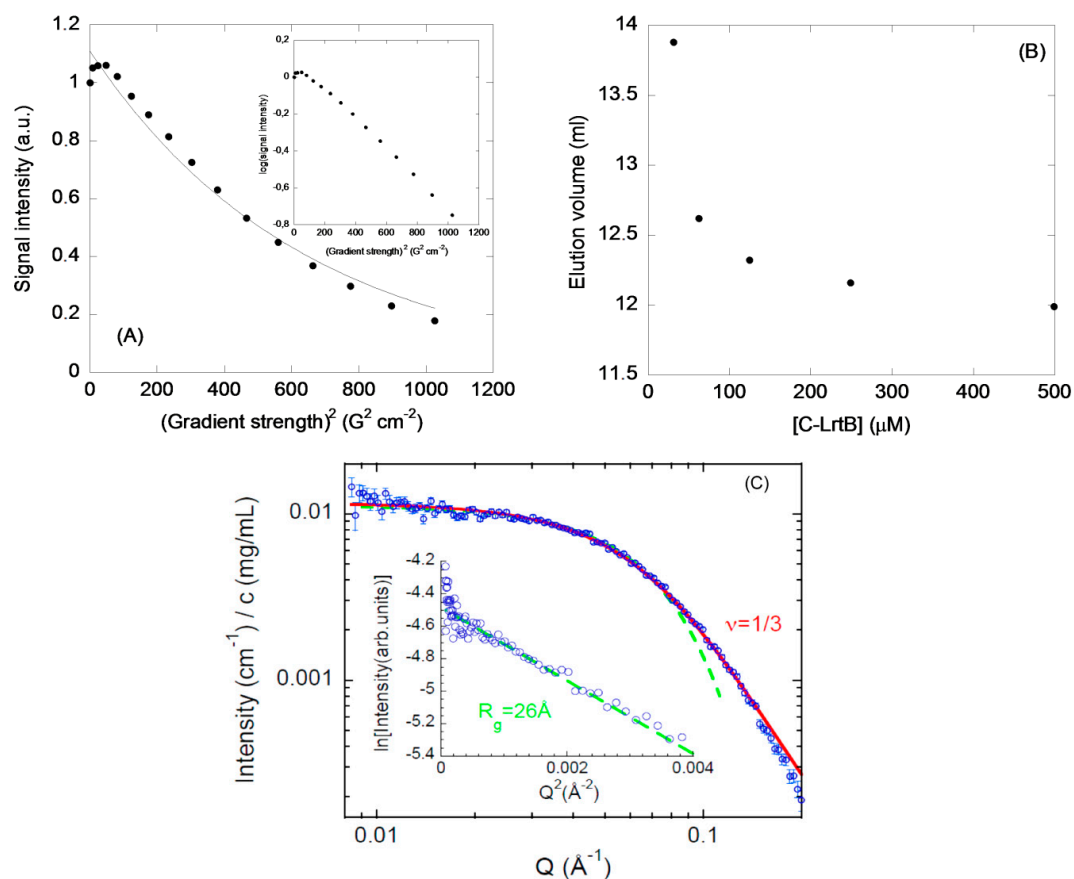 1.2
1
0.8
0.6
0.4
0.2
0
Signal intensity (a.u.)
0 200 400 600 800 1000 1200
(Gradient strength)² (G² cm⁻²)
(A)
0,2
0
-0,2
-0,4
-0,6
-0,8
log(signal intensity)
0 200 400 600 800 1000 1200
(Gradient strength)² (G² cm⁻²)
14
13.5
13
12.5
12
11.5
Elution volume (ml)
(B)
0 100 200 300 400 500
[C-LrtB] (μM)
(C)
0.01
0.001
Intensity (cm⁻¹) / c (mg/mL)
ν=1/3
-4.2
-4.4
-4.6
-4.8
-5
-5.2
-5.4
ln[Intensity(arb.units)]
R_g=26Å
0 0.002 0.004
Q²(Å⁻²)
0.01 0.1
Q (Å⁻¹)